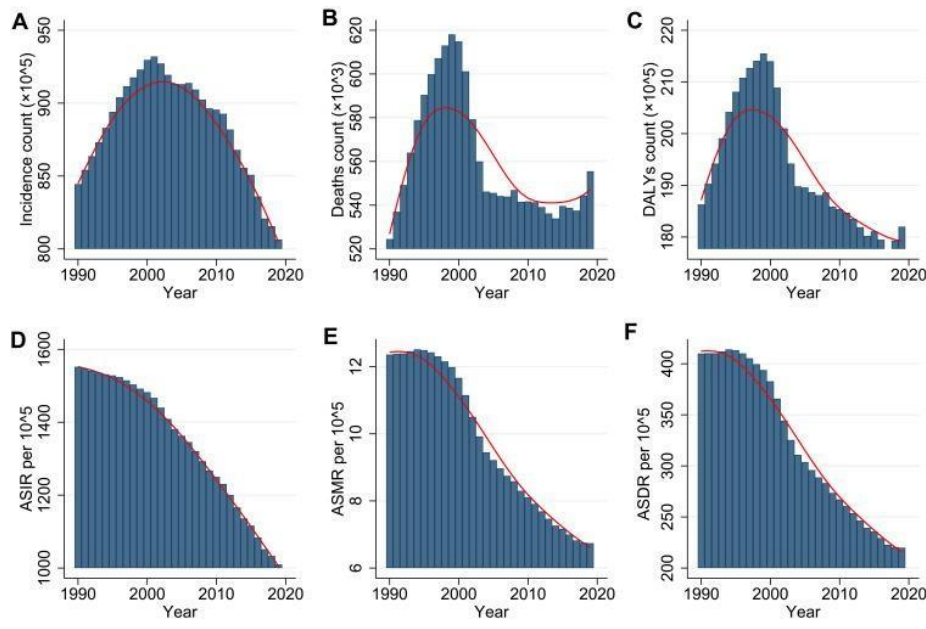 A
Incidence count (×10^5)
950
900
850
800
1990 2000 2010 2020
Year
B
Deaths count (×10^3)
620
600
580
560
540
520
1990 2000 2010 2020
Year
C
DALYs count (×10^5)
220
210
200
190
180
1990 2000 2010 2020
Year
D
ASIR per 10^5
1600
1400
1200
1000
1990 2000 2010 2020
Year
E
ASMR per 10^5
12
10
8
6
1990 2000 2010 2020
Year
F
ASDR per 10^5
400
350
300
250
200
1990 2000 2010 2020
Year